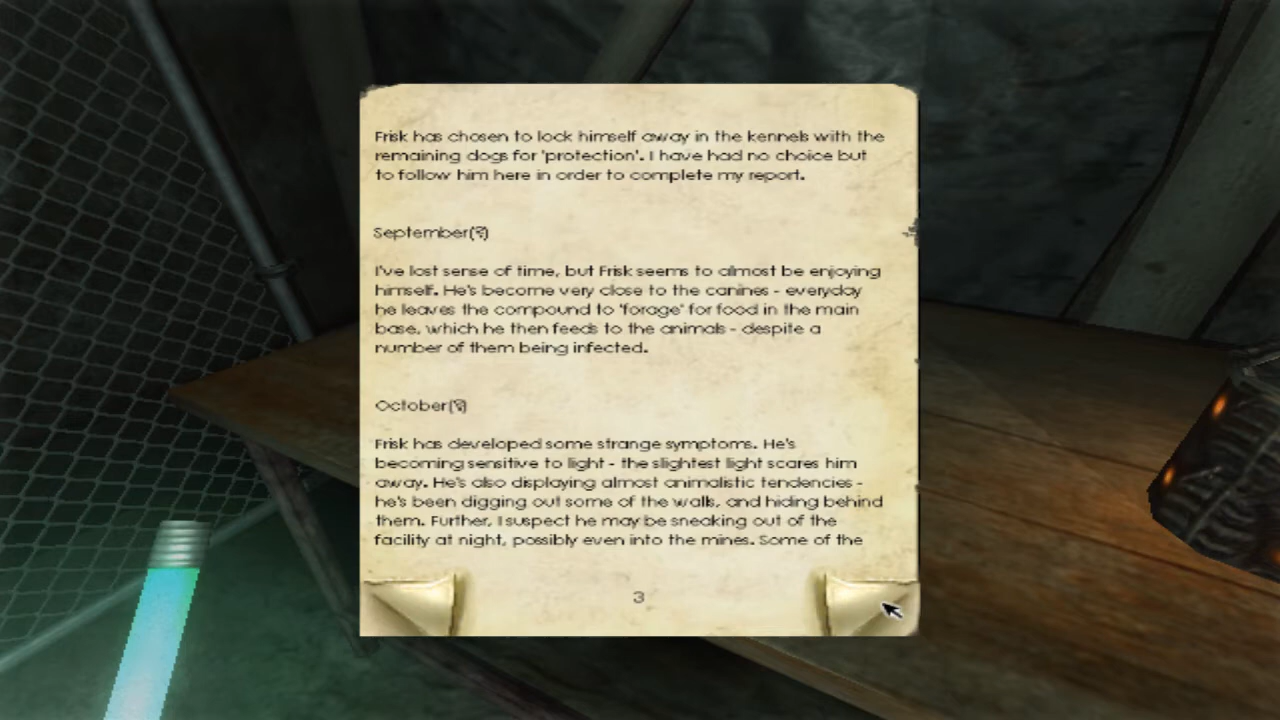 Frisk has chosen to lock himself away in the kennels with the
remaining dogs for 'protection'. I have had no choice but
to follow him here in order to complete my report.
September(?)
I've lost sense of time, but Frisk seems to almost be enjoying
himself. He's become very close to the canines - everyday
he leaves the compound to 'forage' for food in the main
base, which he then feeds to the animals - despite a
number of them being infected.
October(?)
Frisk has developed some strange symptoms. He's
becoming sensitive to light - the slightest light scares him
away. He's also displaying almost animalistic tendencies -
he's been digging out some of the walls, and hiding behind
them. Further, I suspect he may be sneaking out of the
facility at night, possibly even into the mines. Some of the
3